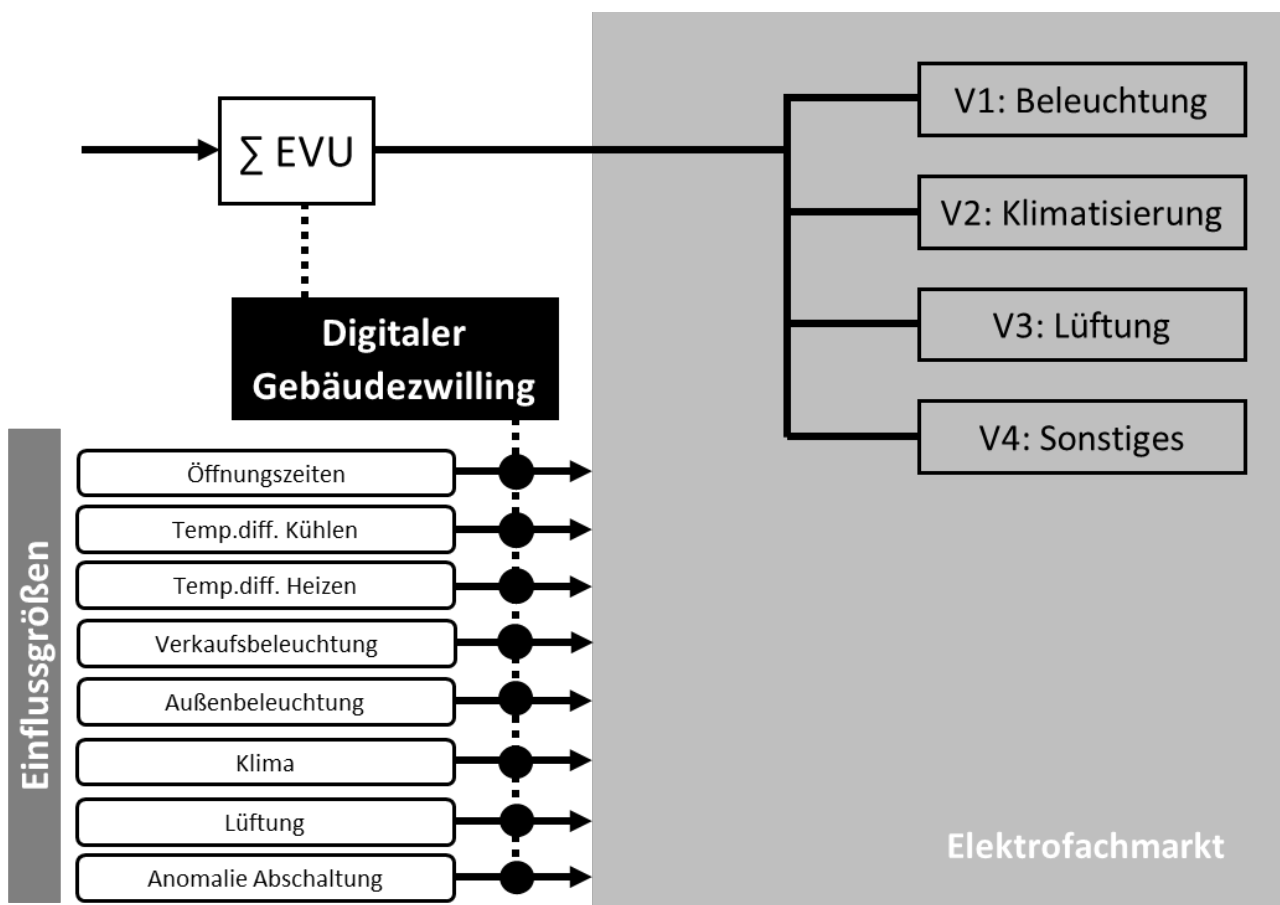 ∑ EVU
V1: Beleuchtung
V2: Klimatisierung
V3: Lüftung
V4: Sonstiges
Digitaler
Gebäudezwilling
Einflussgrößen
Öffnungszeiten
Temp.diff. Kühlen
Temp.diff. Heizen
Verkaufsbeleuchtung
Außenbeleuchtung
Klima
Lüftung
Anomalie Abschaltung
Elektrofachmarkt